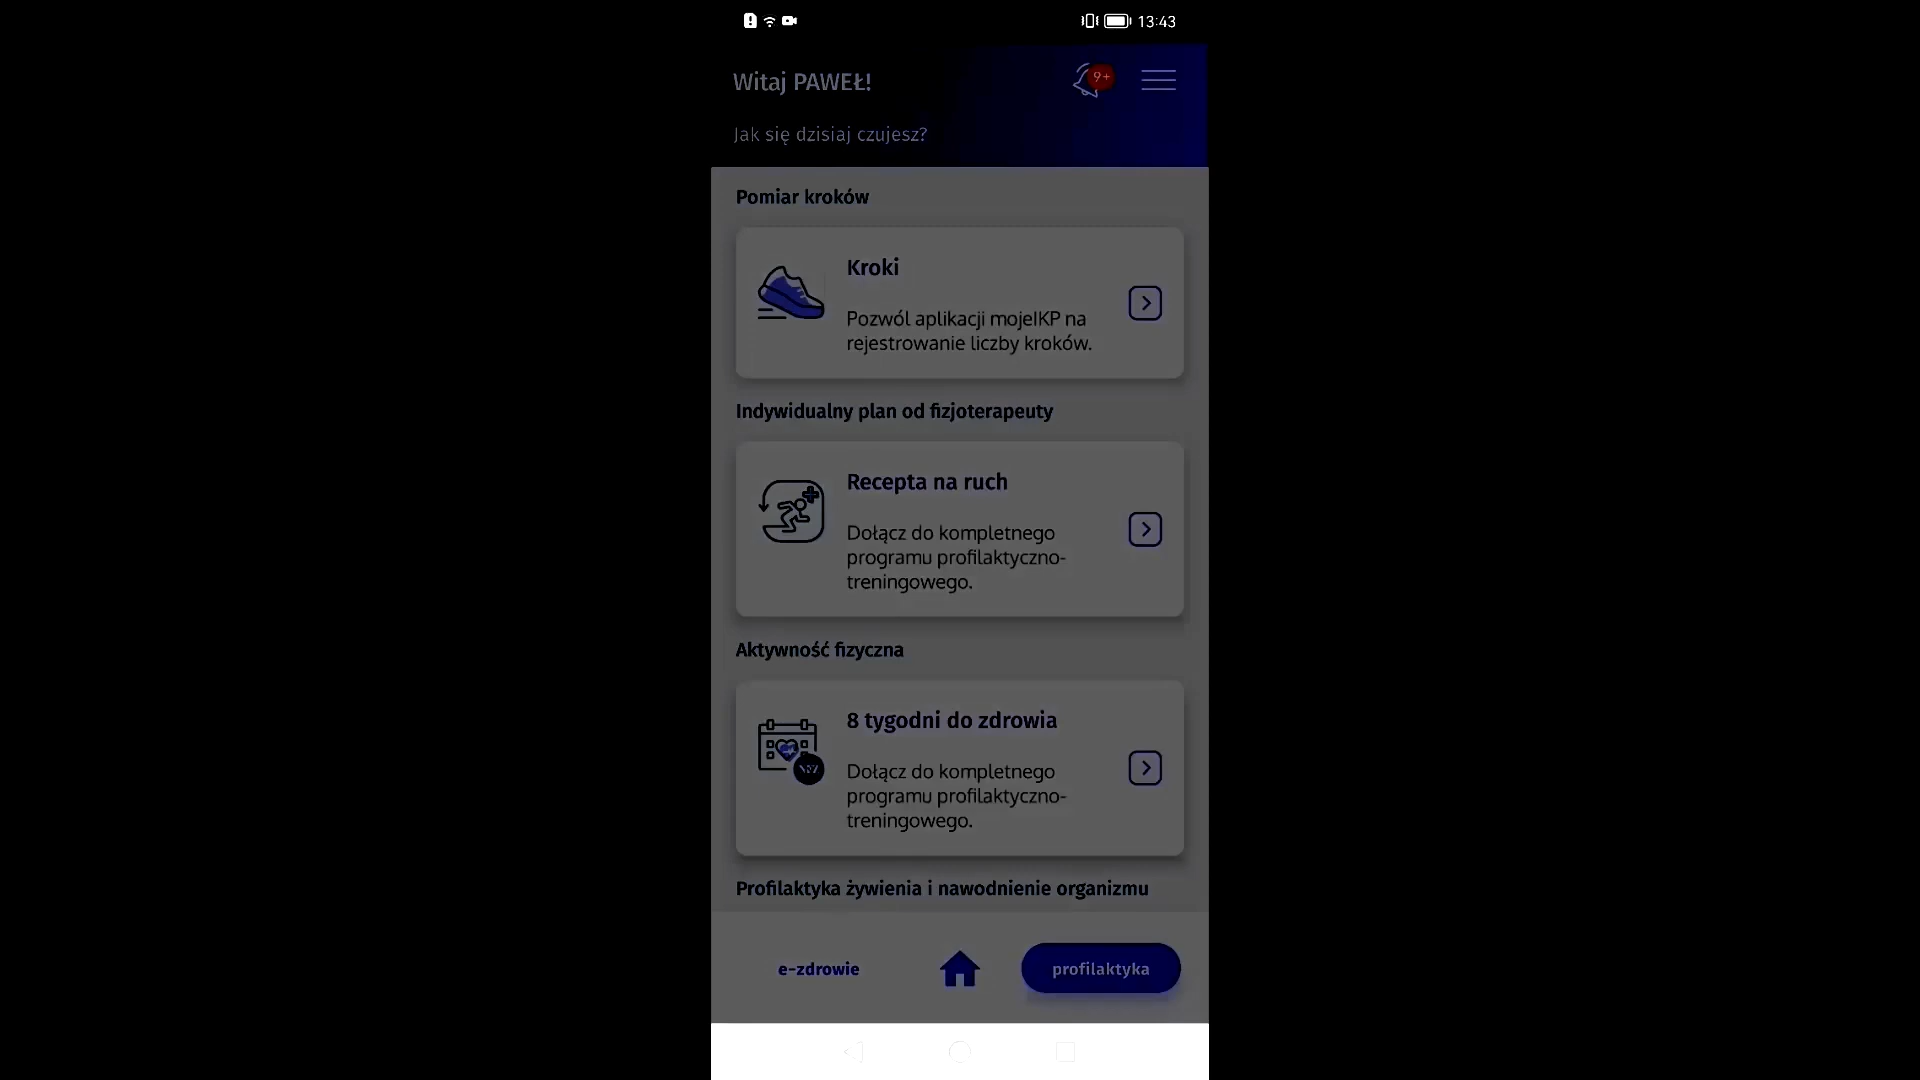 13:43
Witaj PAWEŁ!
9+
Jak się dzisiaj czujesz?
Pomiar kroków
Kroki
Pozwól aplikacji mojeIKP na
rejestrowanie liczby kroków.
Indywidualny plan od fizjoterapeuty
Recepta na ruch
Dołącz do kompletnego
programu profilaktyczno-
treningowego.
Aktywność fizyczna
8 tygodni do zdrowia
Dołącz do kompletnego
programu profilaktyczno-
treningowego.
Profilaktyka żywienia i nawodnienie organizmu
e-zdrowie
profilaktyka